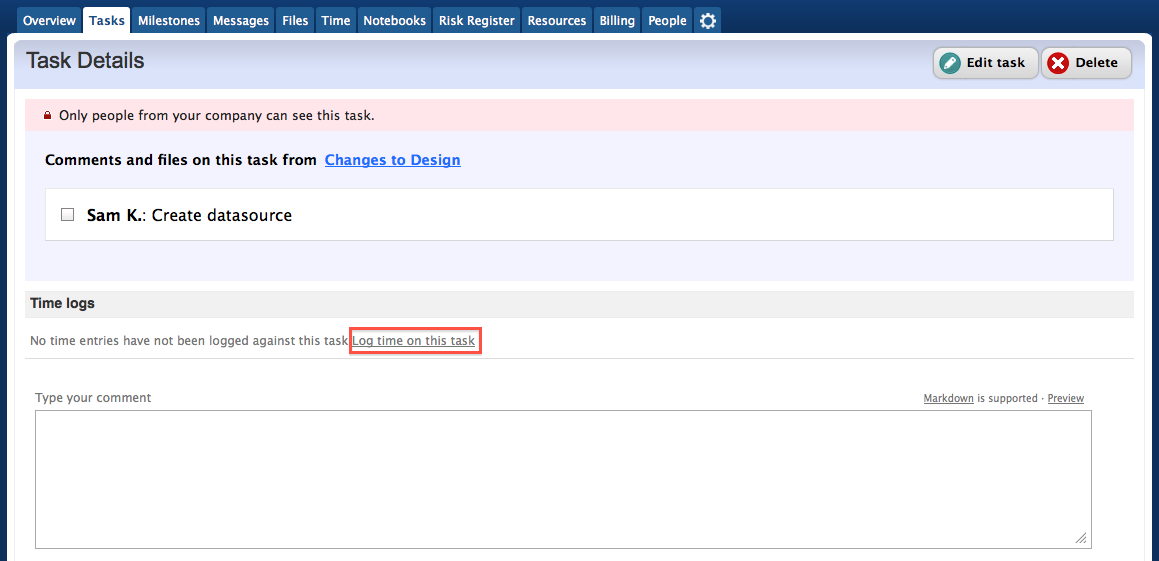 Overview Tasks Milestones Messages Files Time Notebooks Risk Register Resources Billing People
Task Details
Edit task Delete
Only people from your company can see this task.
Comments and files on this task from Changes to Design
Sam K.: Create datasource
Time logs
No time entries have not been logged against this task Log time on this task
Type your comment
Markdown is supported · Preview